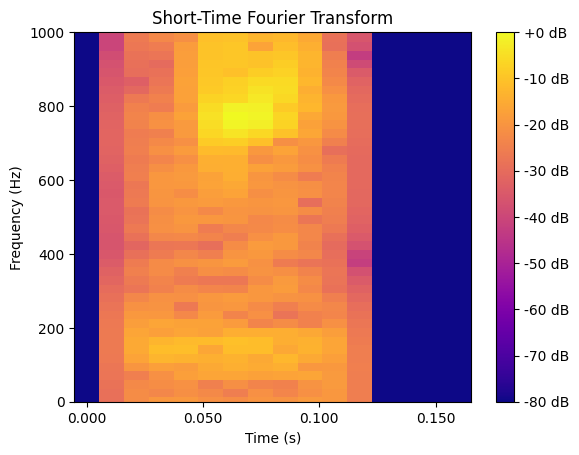 Short-Time Fourier Transform
Frequency (Hz)
1000
800
600
400
200
0
0.000
0.050
0.100
0.150
Time (s)
+0 dB
-10 dB
-20 dB
-30 dB
-40 dB
-50 dB
-60 dB
-70 dB
-80 dB